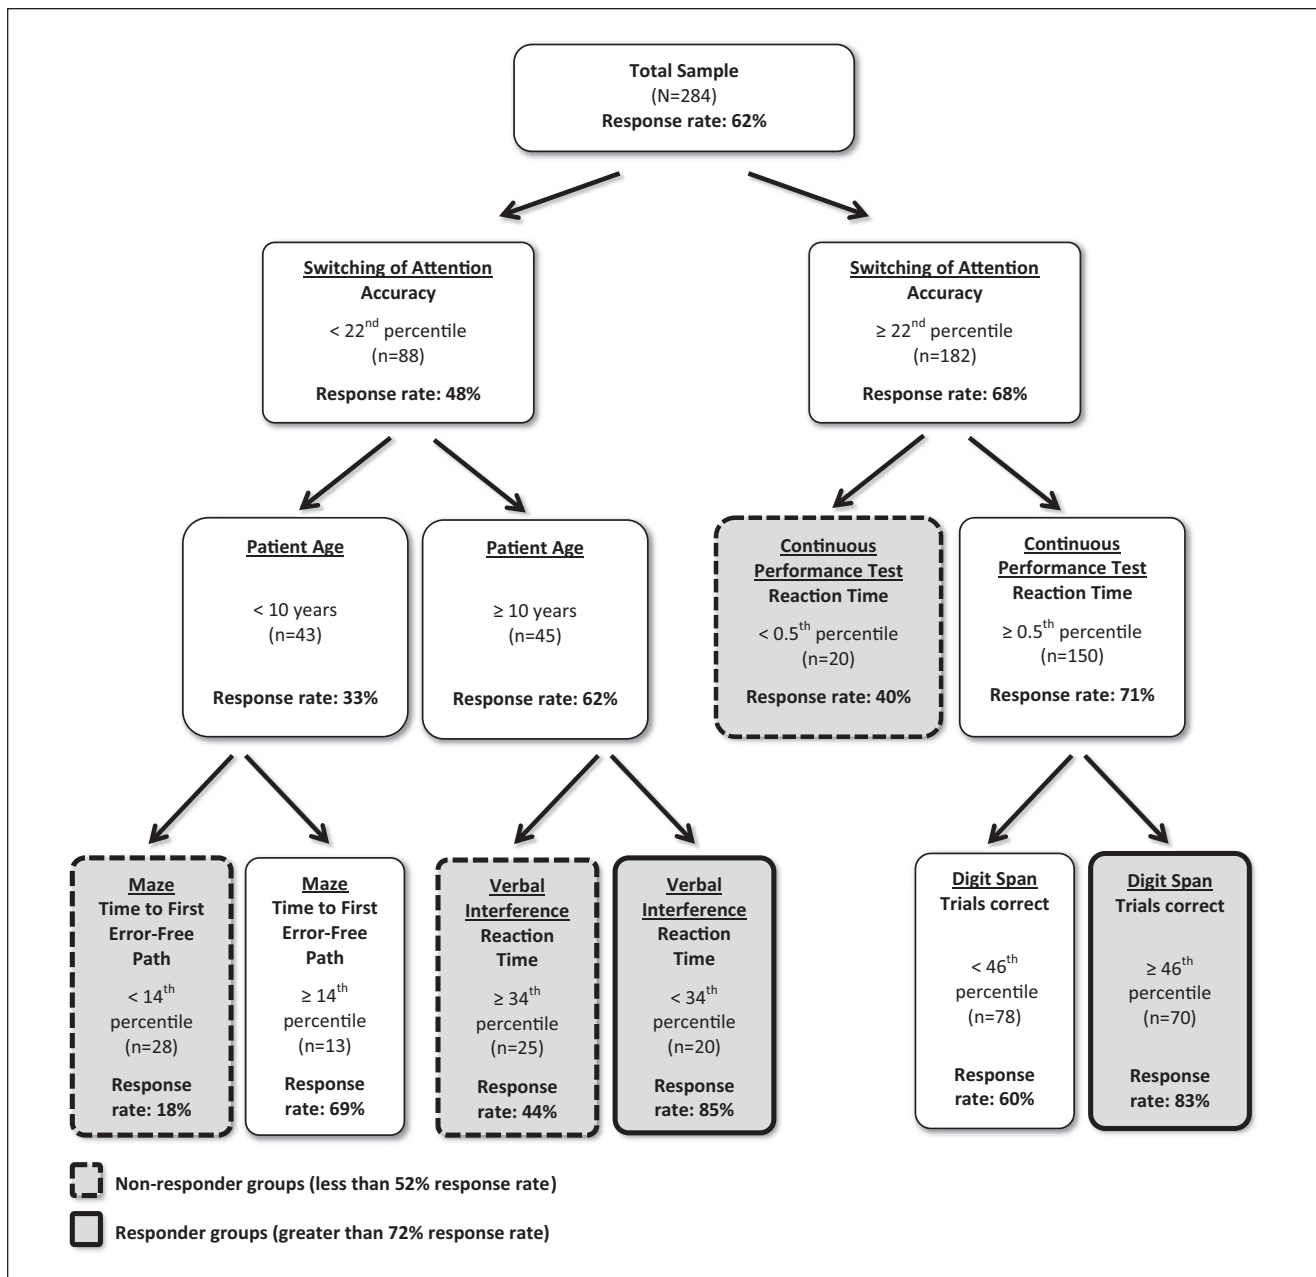 Total Sample
(N=284)
Response rate: 62%
Switching of Attention
Accuracy
< 22nd percentile
(n=88)
Response rate: 48%
Switching of Attention
Accuracy
≥ 22nd percentile
(n=182)
Response rate: 68%
Patient Age
< 10 years
(n=43)
Response rate: 33%
Patient Age
≥ 10 years
(n=45)
Response rate: 62%
Continuous
Performance Test
Reaction Time
< 0.5th percentile
(n=20)
Response rate: 40%
Continuous
Performance Test
Reaction Time
≥ 0.5th percentile
(n=150)
Response rate: 71%
Maze
Time to First
Error-Free
Path
< 14th
percentile
(n=28)
Response
rate: 18%
Maze
Time to First
Error-Free
Path
≥ 14th
percentile
(n=13)
Response
rate: 69%
Verbal
Interference
Reaction
Time
≥ 34th
percentile
(n=25)
Response
rate: 44%
Verbal
Interference
Reaction
Time
< 34th
percentile
(n=20)
Response
rate: 85%
Digit Span
Trials correct
< 46th
percentile
(n=78)
Response
rate: 60%
Digit Span
Trials correct
≥ 46th
percentile
(n=70)
Response
rate: 83%
Non-responder groups (less than 52% response rate)
Responder groups (greater than 72% response rate)